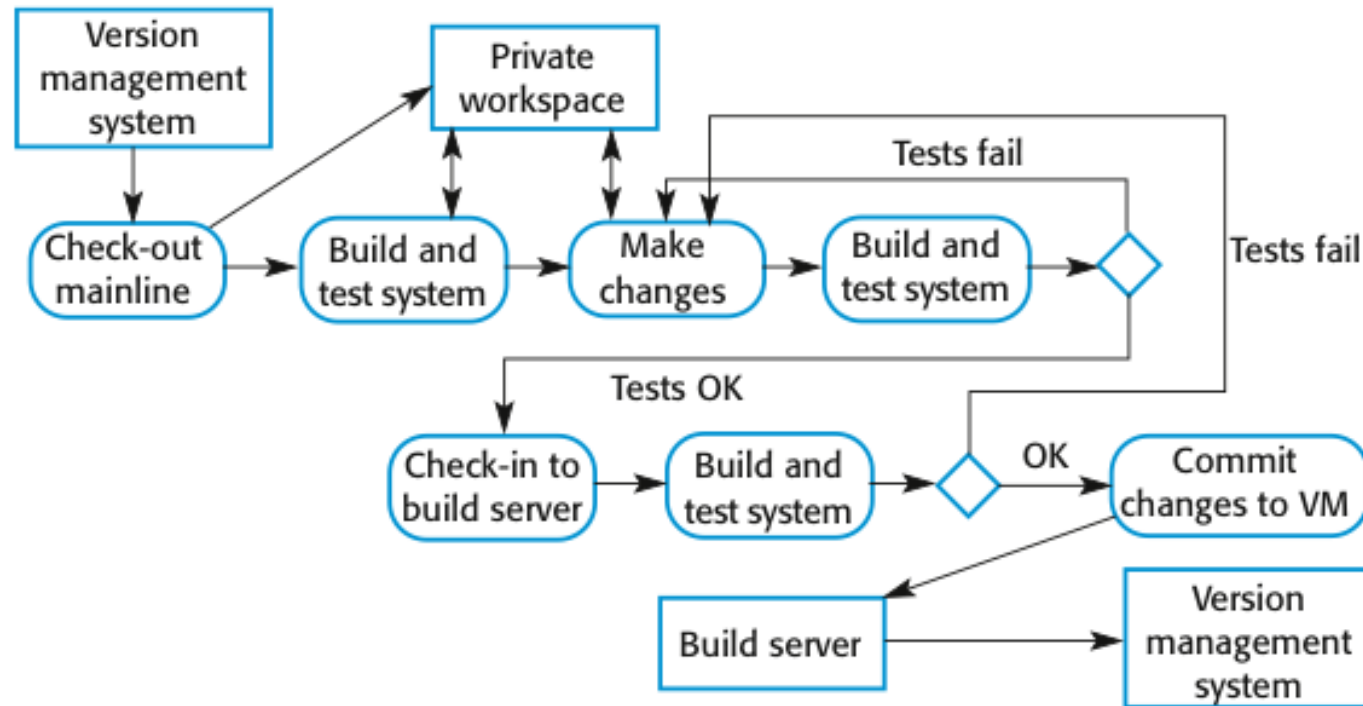 Version
management
system
Private
workspace
Tests fail
Check-out
mainline
Build and
test system
Make
changes
Build and
test system
Tests fail
Tests OK
Check-in to
build server
Build and
test system
OK
Commit
changes to VM
Build server
Version
management
system